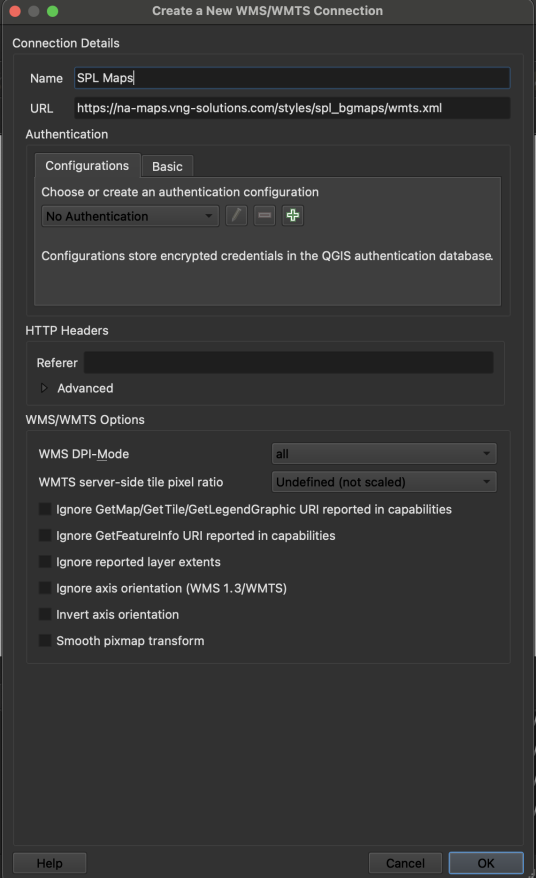 Create a New WMS/WMTS Connection
Connection Details
Name SPL Maps
URL https://na-maps.vng-solutions.com/styles/spl_bgmaps/wmts.xml
Authentication
Configurations Basic
Choose or create an authentication configuration
No Authentication
Configurations store encrypted credentials in the QGIS authentication database.
HTTP Headers
Referer
Advanced
WMS/WMTS Options
WMS DPI-Mode all
WMTS server-side tile pixel ratio Undefined (not scaled)
Ignore GetMap/GetTile/GetLegendGraphic URI reported in capabilities
Ignore GetFeatureInfo URI reported in capabilities
Ignore reported layer extents
Ignore axis orientation (WMS 1.3/WMTS)
Invert axis orientation
Smooth pixmap transform
Help Cancel OK